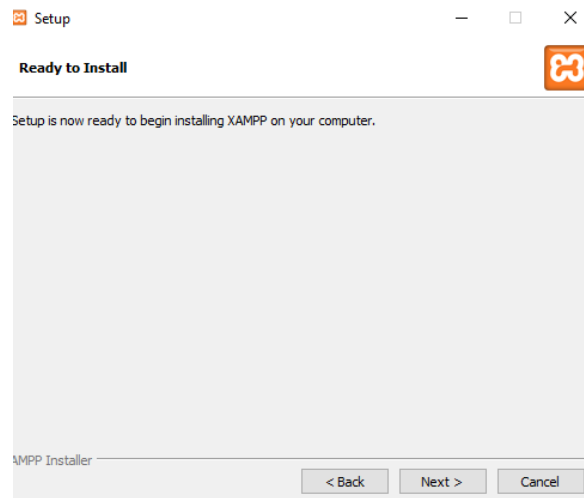 Setup
Ready to Install
Setup is now ready to begin installing XAMPP on your computer.
AMPP Installer
< Back
Next >
Cancel